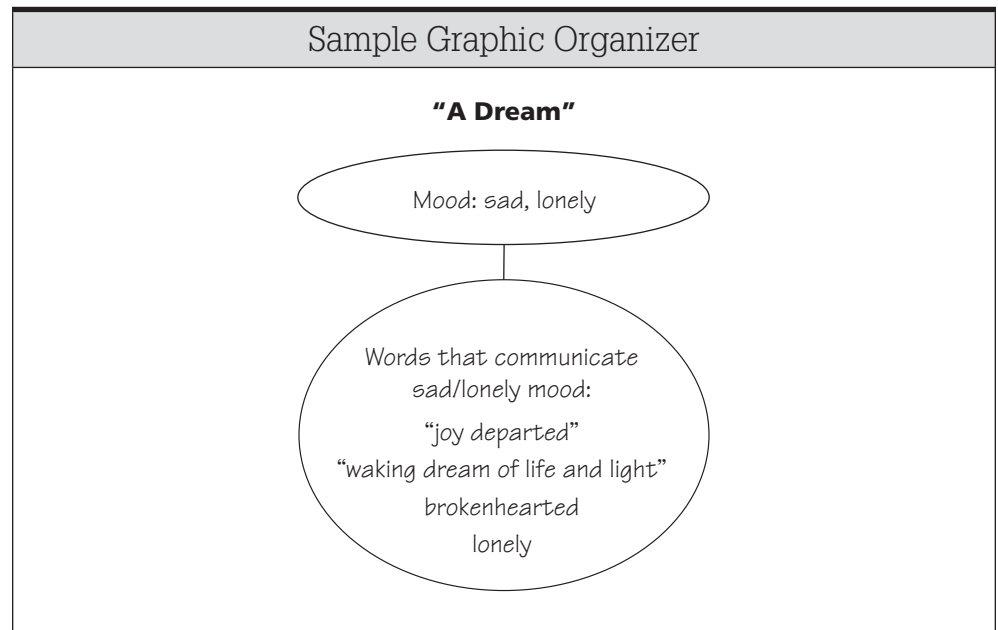 Sample Graphic Organizer
“A Dream”
Mood: sad, lonely
Words that communicate
sad/lonely mood:
“joy departed”
“waking dream of life and light”
brokenhearted
lonely